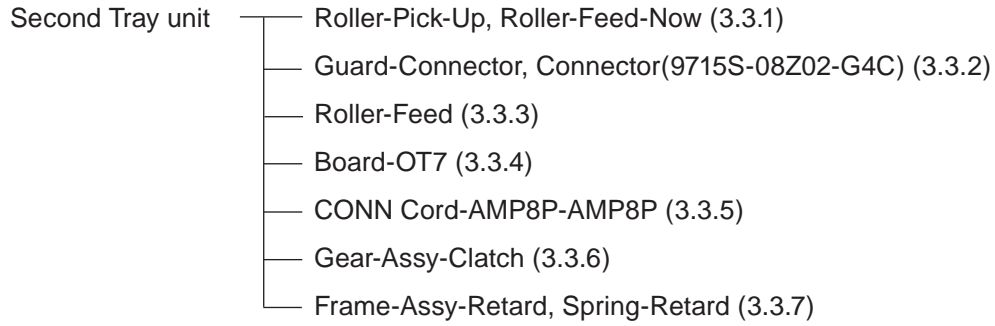 Second Tray unit Roller-Pick-Up, Roller-Feed-Now (3.3.1)
Guard-Connector, Connector(9715S-08Z02-G4C) (3.3.2)
Roller-Feed (3.3.3)
Board-OT7 (3.3.4)
CONN Cord-AMP8P-AMP8P (3.3.5)
Gear-Assy-Clatch (3.3.6)
Frame-Assy-Retard, Spring-Retard (3.3.7)